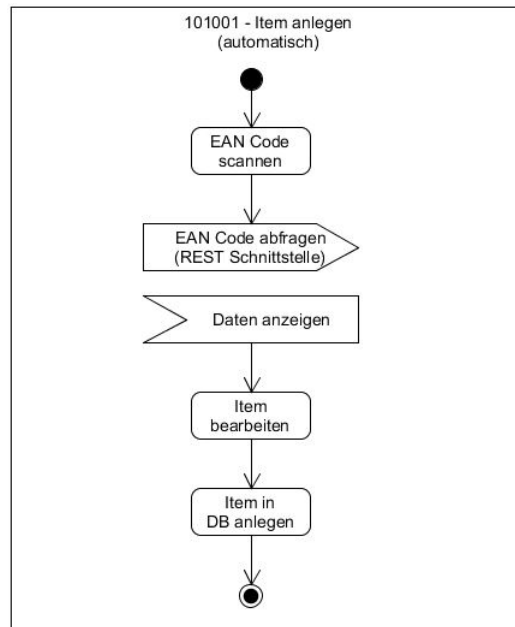 101001 - Item anlegen
(automatisch)
EAN Code
scannen
EAN Code abfragen
(REST Schnittstelle)
Daten anzeigen
Item
bearbeiten
Item in
DB anlegen